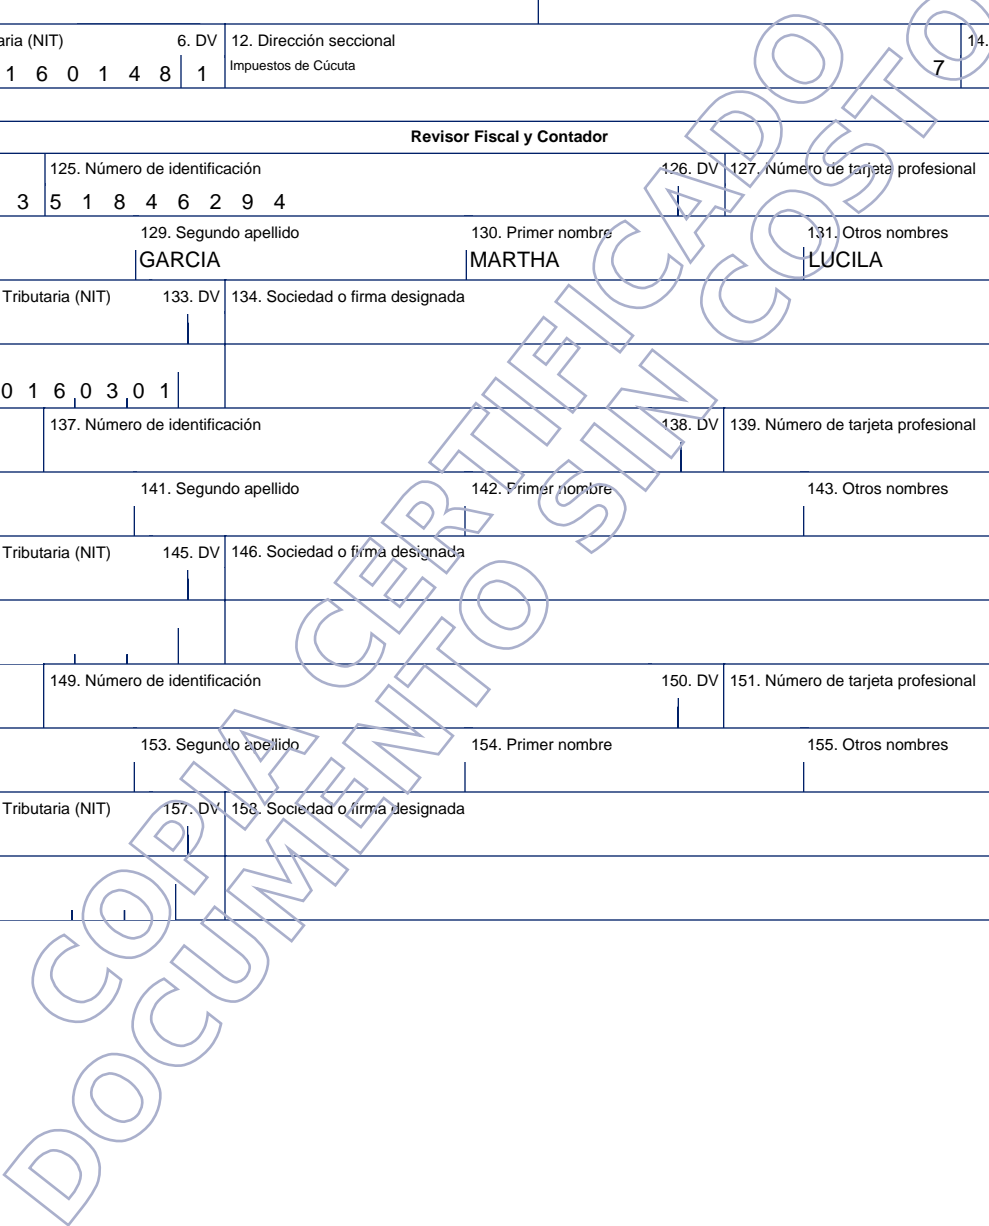 aria (NIT) 6. DV 12. Dirección seccional 14.
1 6 0 1 4 8 1 Impuestos de Cúcuta 7
Revisor Fiscal y Contador
125. Número de identificación 126. DV 127. Número de tarjeta profesional
3 5 1 8 4 6 2 9 4
129. Segundo apellido 130. Primer nombre 131. Otros nombres
GARCIA MARTHA LUCILA
Tributaria (NIT) 133. DV 134. Sociedad o firma designada
0 1 6 0 3 0 1
137. Número de identificación 138. DV 139. Número de tarjeta profesional
141. Segundo apellido 142. Primer nombre 143. Otros nombres
Tributaria (NIT) 145. DV 146. Sociedad o firma designada
149. Número de identificación 150. DV 151. Número de tarjeta profesional
153. Segundo apellido 154. Primer nombre 155. Otros nombres
Tributaria (NIT) 157. DV 158. Sociedad o firma designada
COPIA CERTIFICADO
DOCUMENTO SIN COSTO